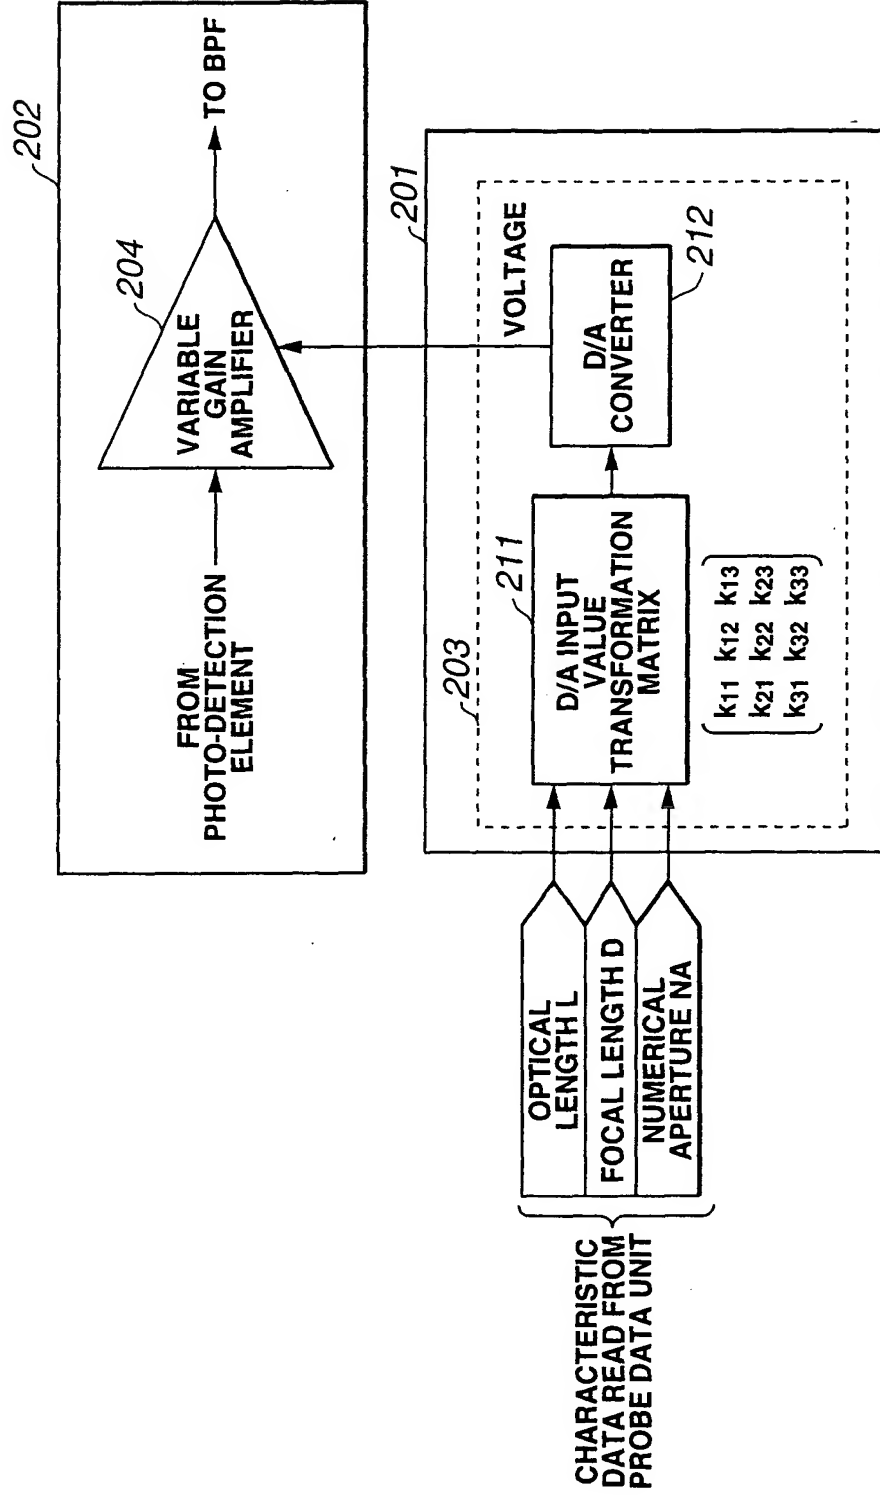 202
204
VARIABLE
GAIN
AMPLIFIER
TO BPF
FROM
PHOTO-DETECTION
ELEMENT
201
203
VOLTAGE
211
D/A INPUT
VALUE
TRANSFORMATION
MATRIX
D/A
CONVERTER
212
k11 k12 k13
k21 k22 k23
k31 k32 k33
OPTICAL
LENGTH L
FOCAL LENGTH D
NUMERICAL
APERTURE NA
CHARACTERISTIC
DATA READ FROM
PROBE DATA UNIT